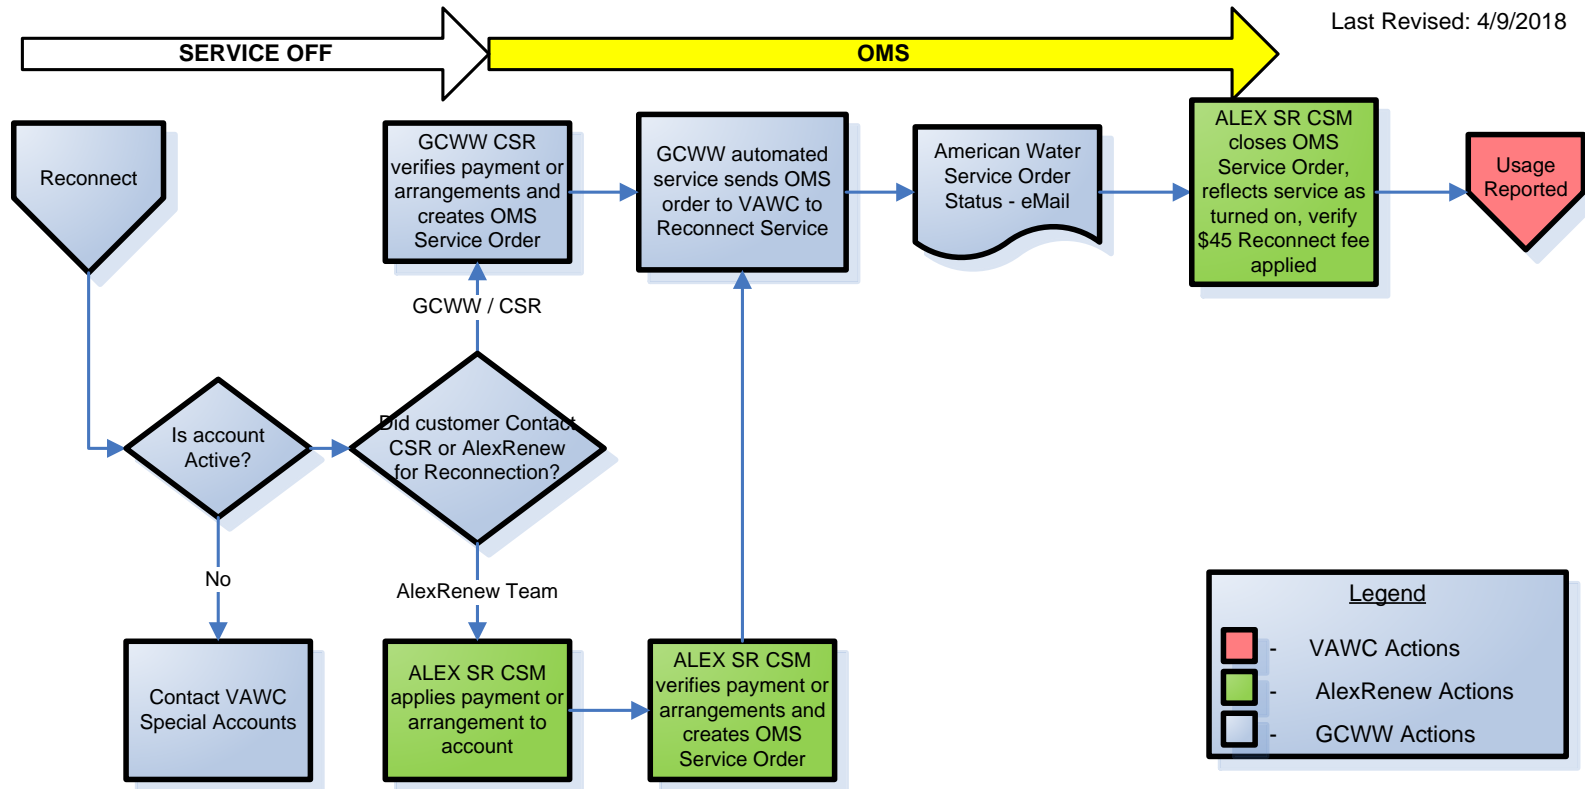 Last Revised: 4/9/2018
SERVICE OFF
OMS
Reconnect
GCWW CSR
verifies payment or
arrangements and
creates OMS
Service Order
GCWW automated
service sends OMS
order to VAWC to
Reconnect Service
American Water
Service Order
Status - eMail
ALEX SR CSM
closes OMS
Service Order,
reflects service as
turned on, verify
$45 Reconnect fee
applied
Usage
Reported
GCWW / CSR
Is account
Active?
Did customer Contact
CSR or AlexRenew
for Reconnection?
No
AlexRenew Team
Contact VAWC
Special Accounts
ALEX SR CSM
applies payment or
arrangement to
account
ALEX SR CSM
verifies payment or
arrangements and
creates OMS
Service Order
Legend
- VAWC Actions
- AlexRenew Actions
- GCWW Actions